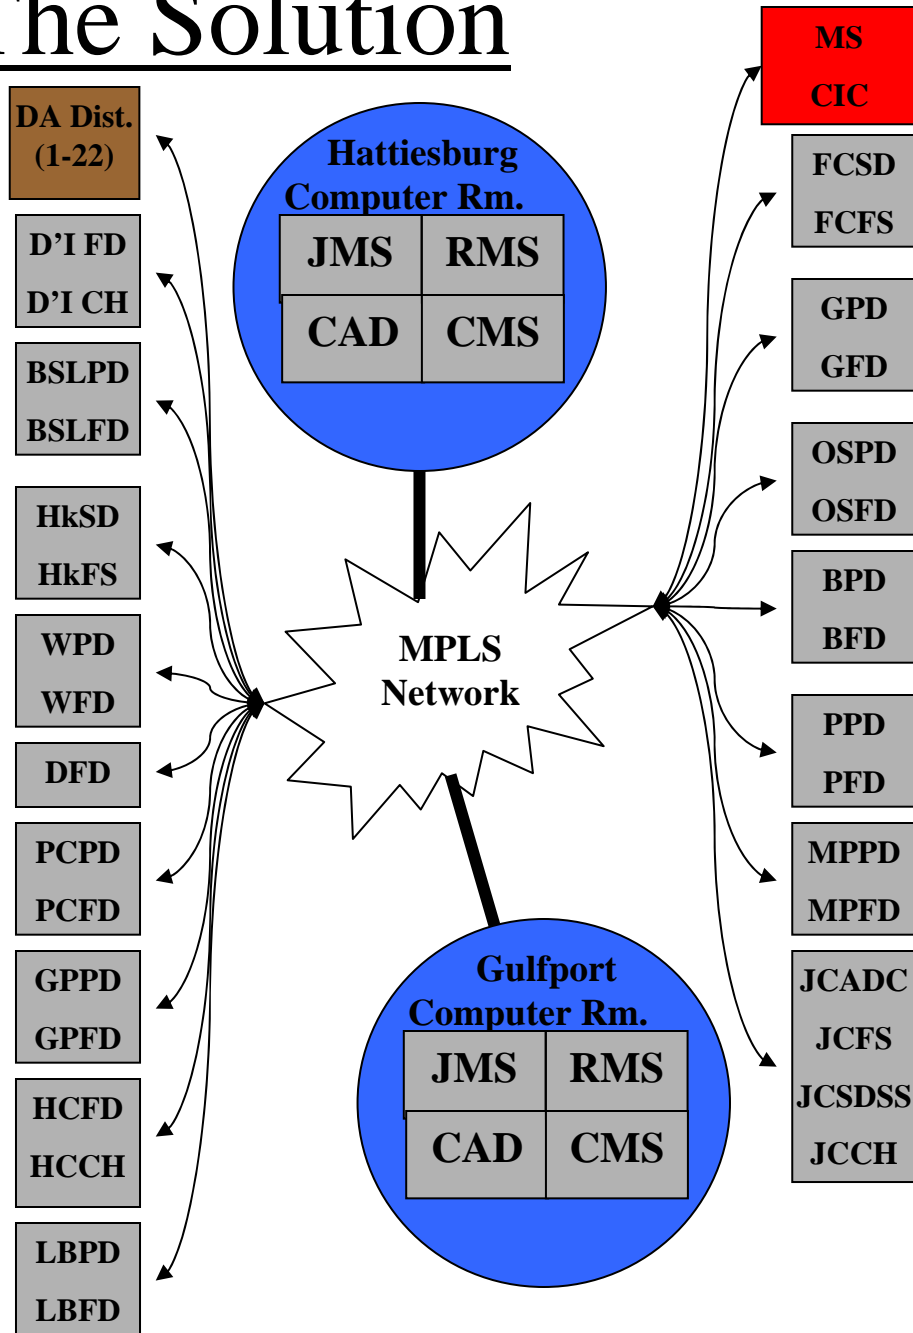 The Solution
DA Dist.
(1-22)
D’I FD
D’I CH
BSLPD
BSLFD
HkSD
HkFS
WPD
WFD
DFD
PCPD
PCFD
GPPD
GPFD
HCFD
HCCH
LBPD
LBFD
Hattiesburg
Computer Rm.
JMS RMS
CAD CMS
MPLS
Network
Gulfport
Computer Rm.
JMS RMS
CAD CMS
MS
CIC
FCSD
FCFS
GPD
GFD
OSPD
OSFD
BPD
BFD
PPD
PFD
MPPD
MPFD
JCADC
JCFS
JCSDSS
JCCH